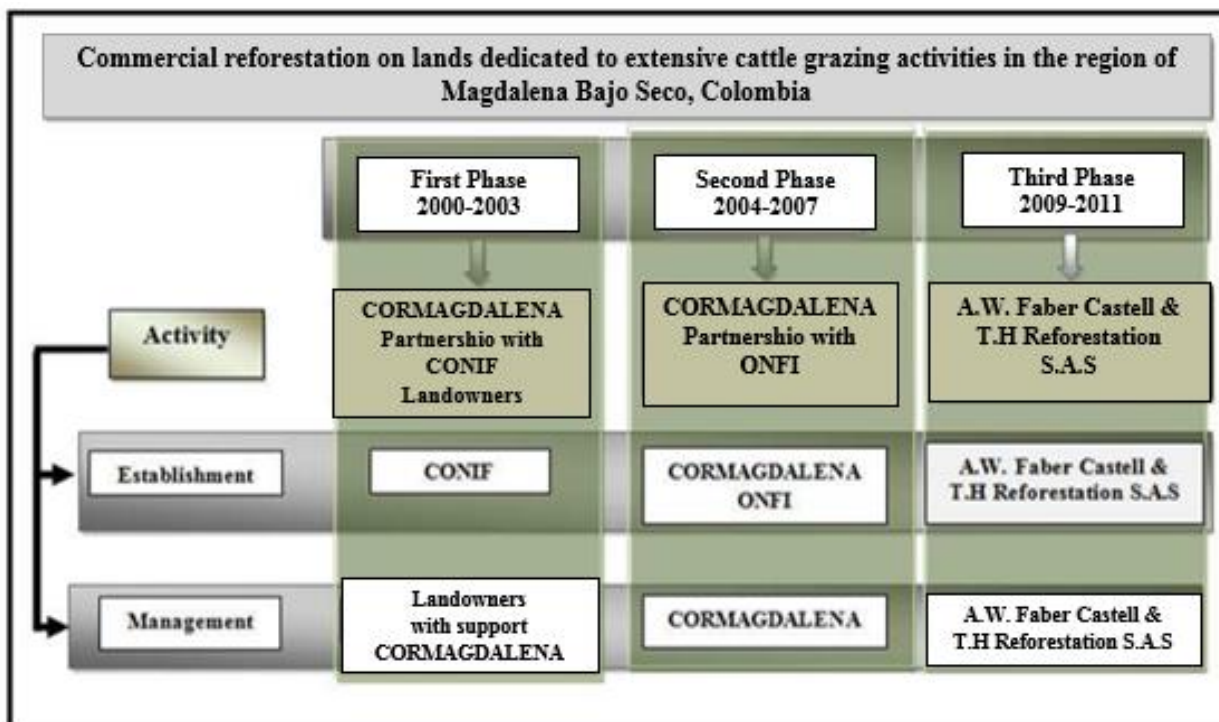 Commercial reforestation on lands dedicated to extensive cattle grazing activities in the region of
Magdalena Bajo Seco, Colombia
First Phase
2000-2003
Second Phase
2004-2007
Third Phase
2009-2011
Activity
CORMAGDALENA
Partnershio with
CONIF
Landowners
CORMAGDALENA
Partnershio with
ONFI
A.W. Faber Castell &
T.H Reforestation
S.A.S
Establishment
CONIF
CORMAGDALENA
ONFI
A.W. Faber Castell &
T.H Reforestation S.A.S
Management
Landowners
with support
CORMAGDALENA
CORMAGDALENA
A.W. Faber Castell &
T.H Reforestation S.A.S